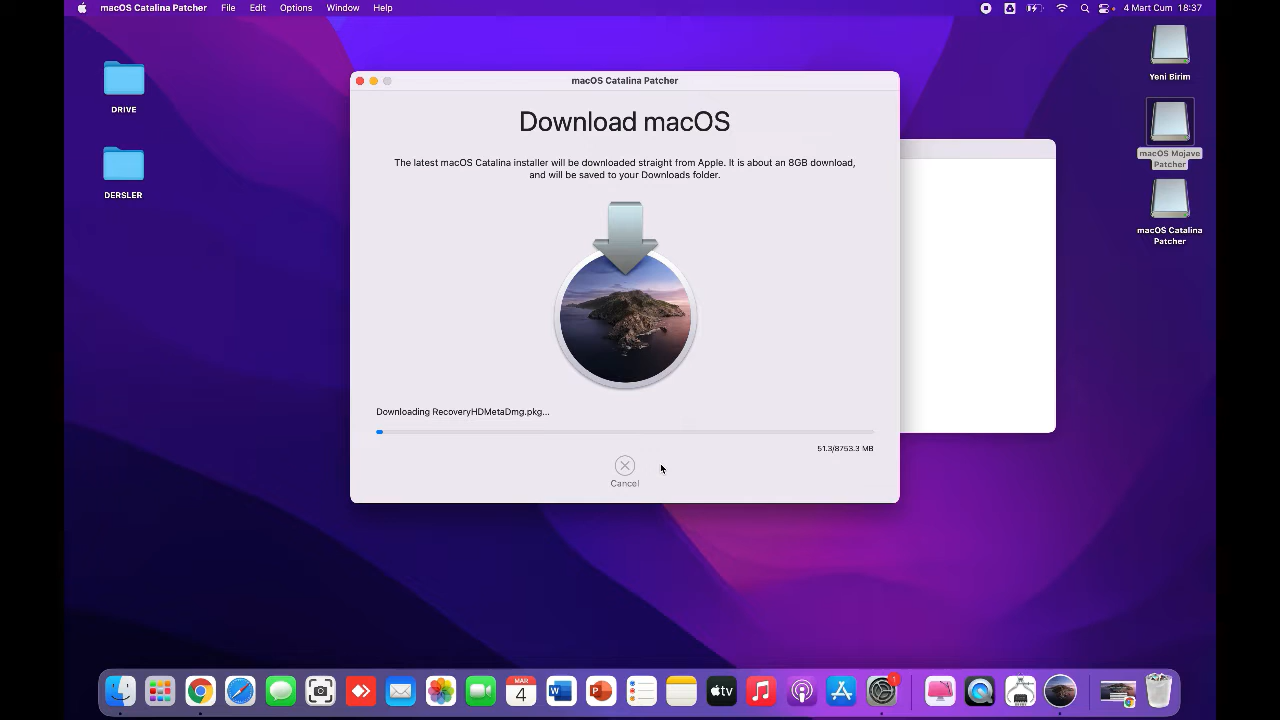 macOS Catalina Patcher File Edit Options Window Help 4 Mart Cum 18:37
DRIVE
DERSLER
Yeni Birim
macOS Mojave
Patcher
macOS Catalina
Patcher
macOS Catalina Patcher
Download macOS
The latest macOS Catalina installer will be downloaded straight from Apple. It is about an 8GB download,
and will be saved to your Downloads folder.
Downloading RecoveryHDMetaDmg.pkg...
51.3/8753.3 MB
Cancel
MAR
4
W
P
tv
1